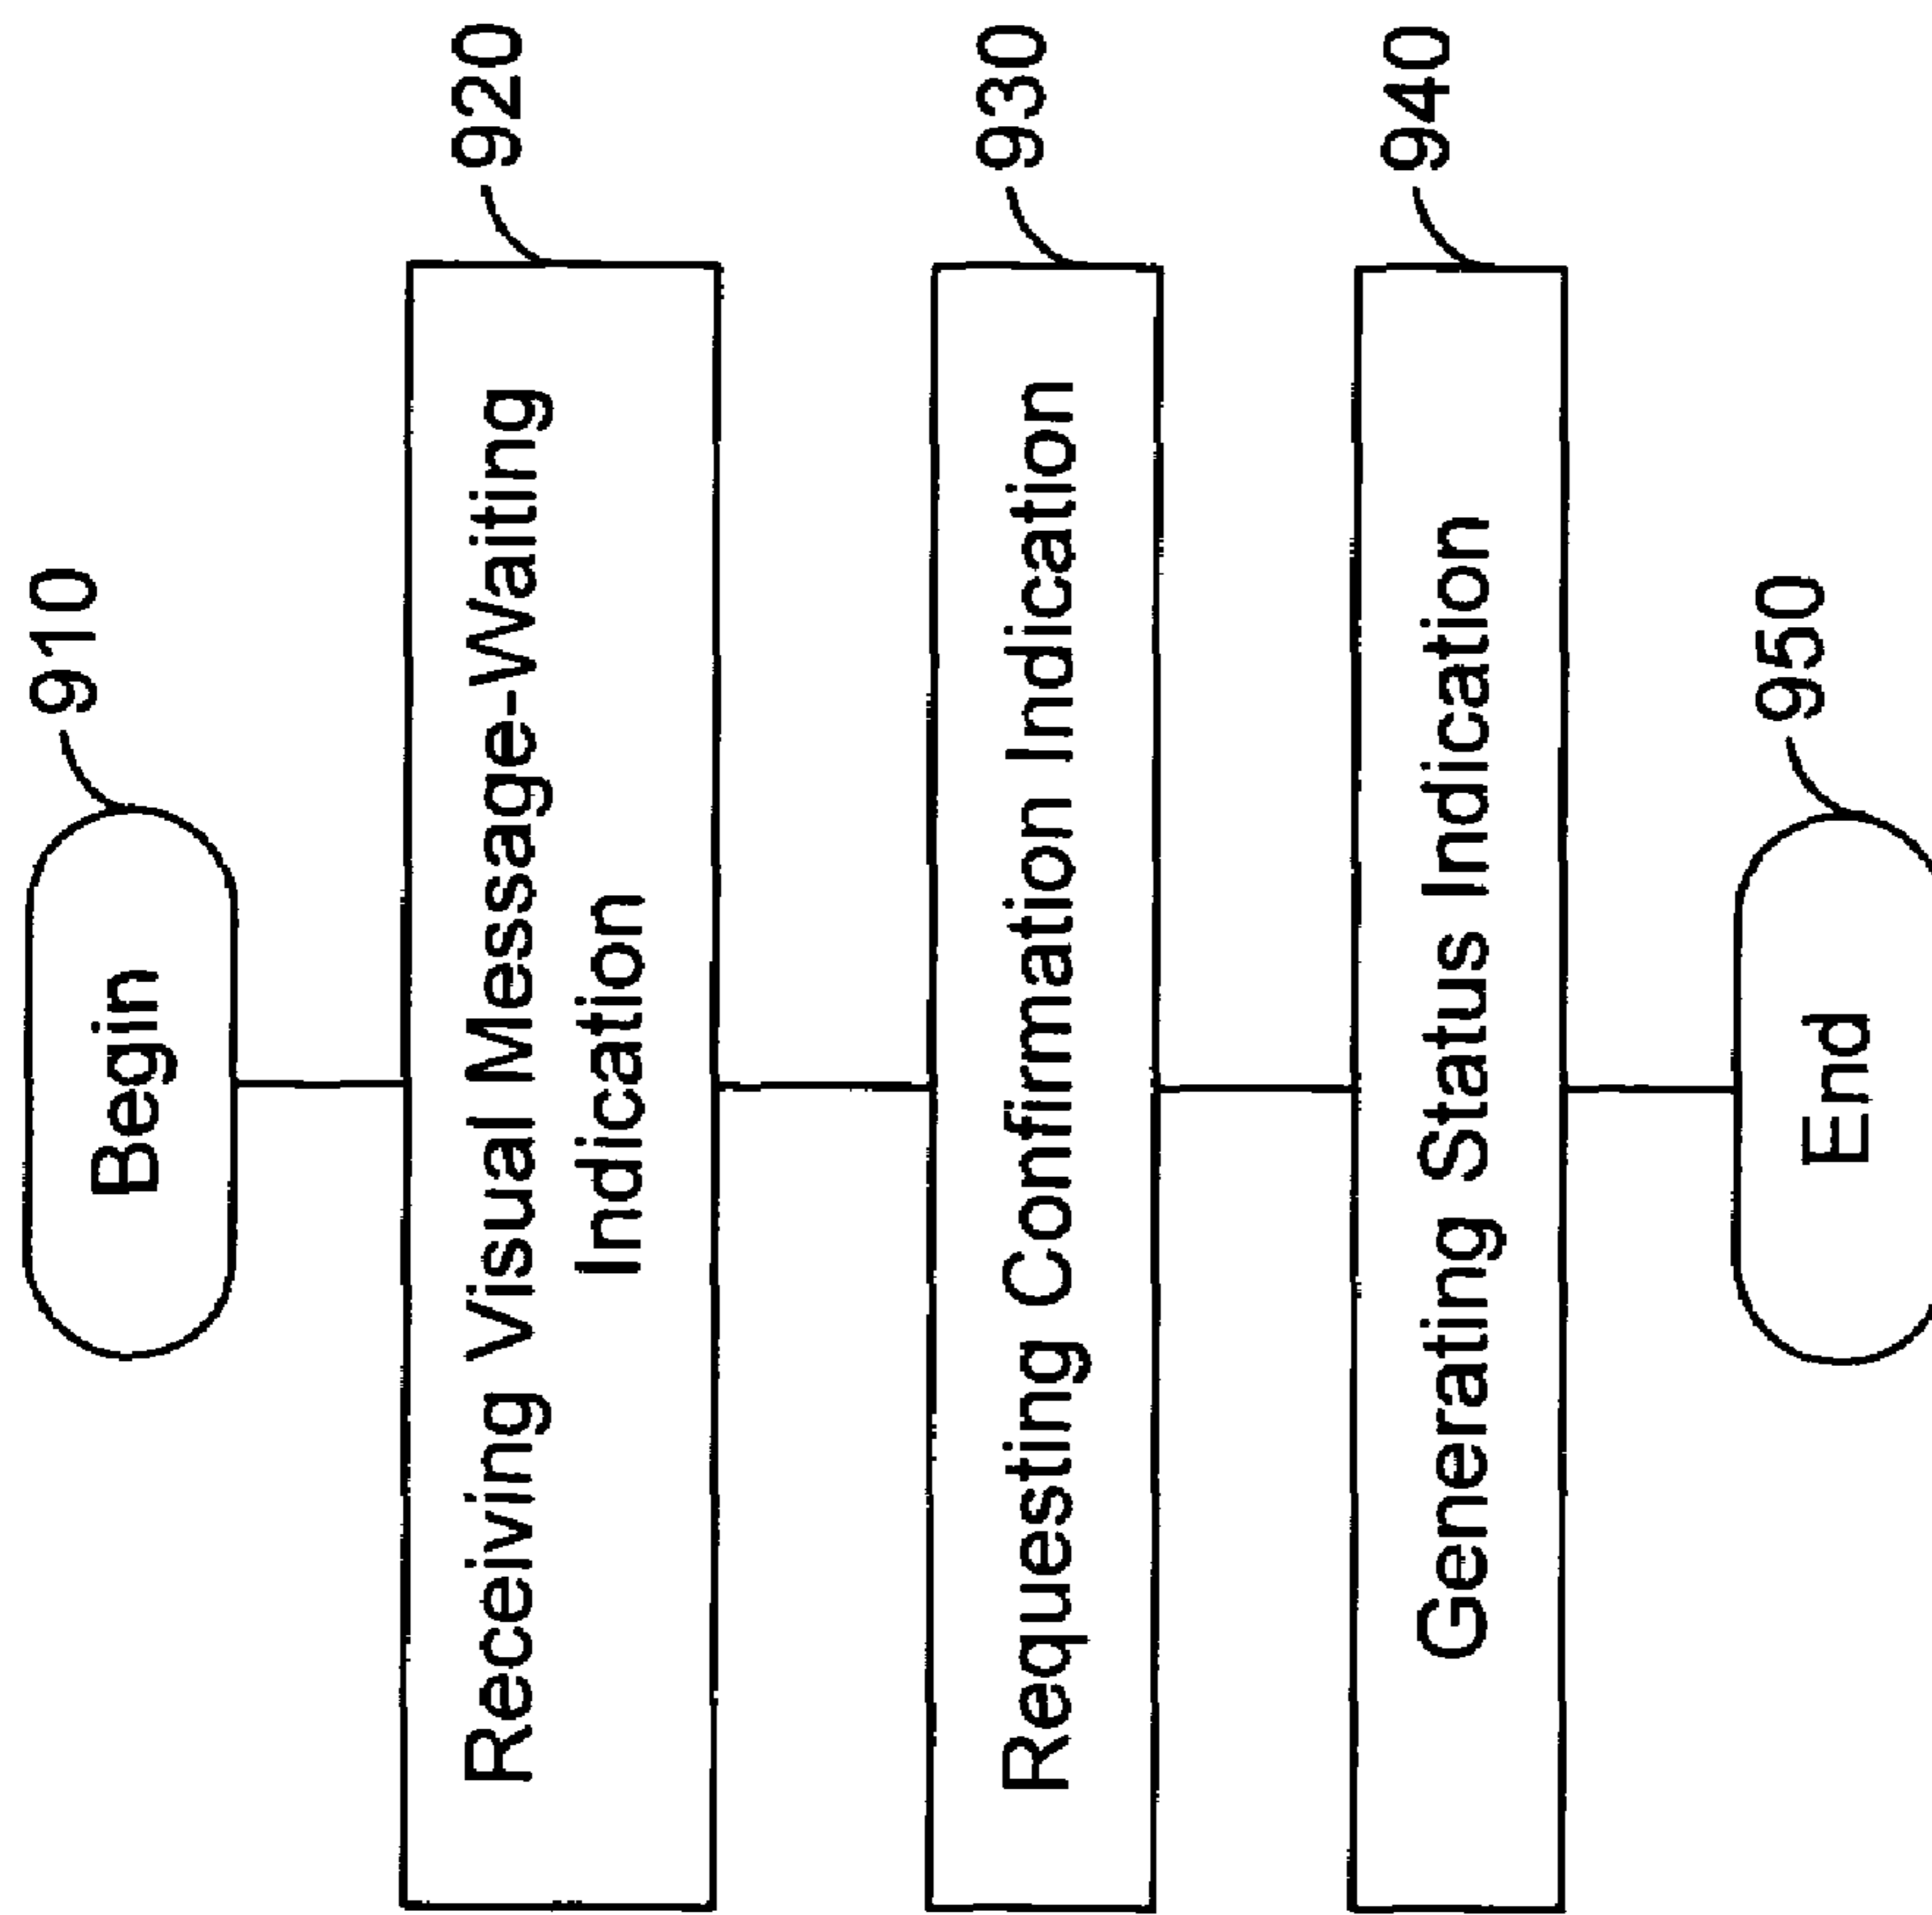 Begin
910
Receiving Visual Message-Waiting
Indication
920
Requesting Confirmation Indication
930
Generating Status Indication
940
End
950